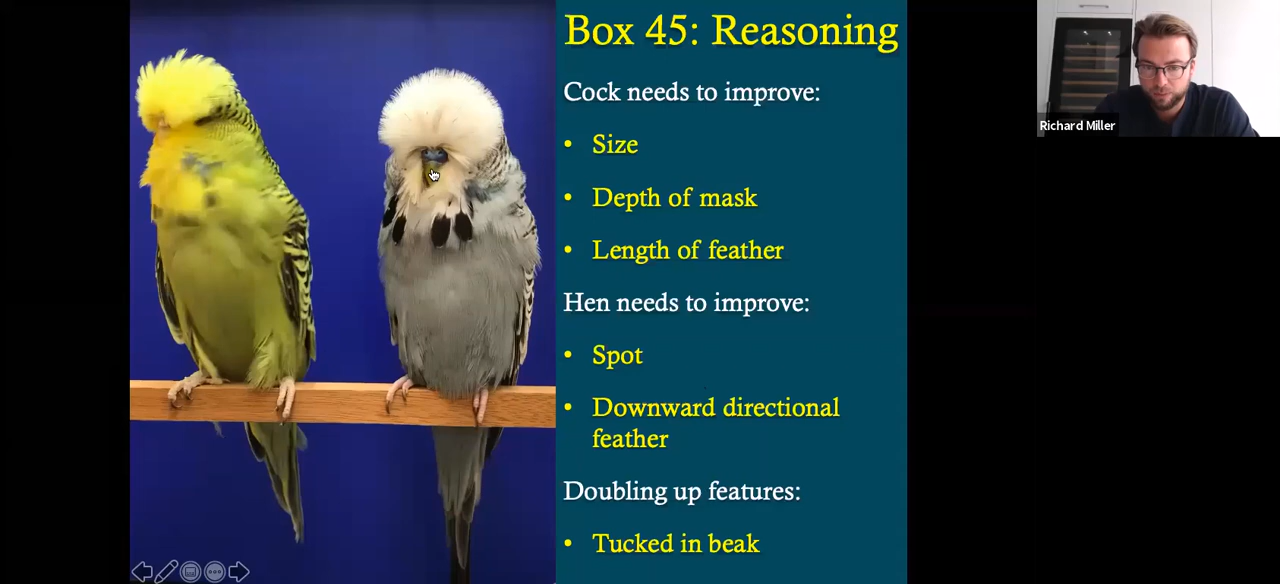 Box 45: Reasoning
Cock needs to improve:
• Size
• Depth of mask
• Length of feather
Hen needs to improve:
• Spot
• Downward directional
feather
Doubling up features:
• Tucked in beak
Richard Miller